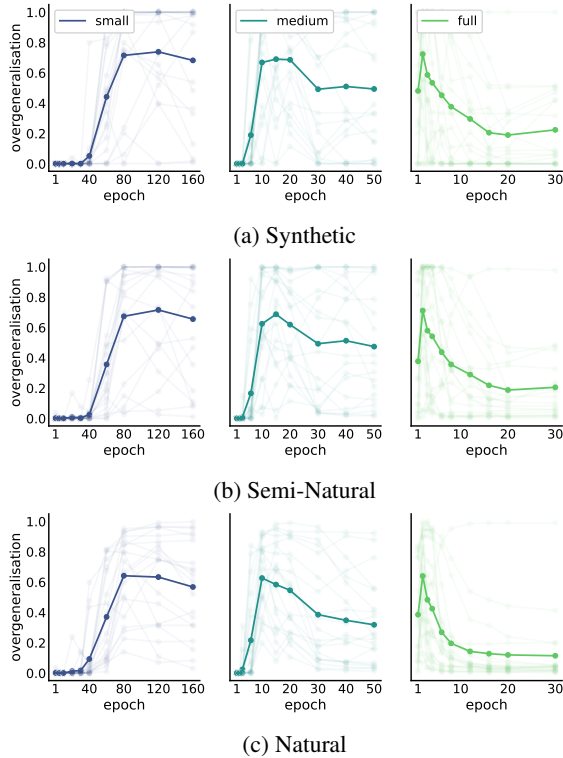 small
medium
full
overgeneralisation
1.0
0.8
0.6
0.4
0.2
0.0
1 40 80 120 160
1 10 20 30 40 50
1 10 20 30
epoch
epoch
epoch
(a) Synthetic
overgeneralisation
1.0
0.8
0.6
0.4
0.2
0.0
1 40 80 120 160
1 10 20 30 40 50
1 10 20 30
epoch
epoch
epoch
(b) Semi-Natural
overgeneralisation
1.0
0.8
0.6
0.4
0.2
0.0
1 40 80 120 160
1 10 20 30 40 50
1 10 20 30
epoch
epoch
epoch
(c) Natural